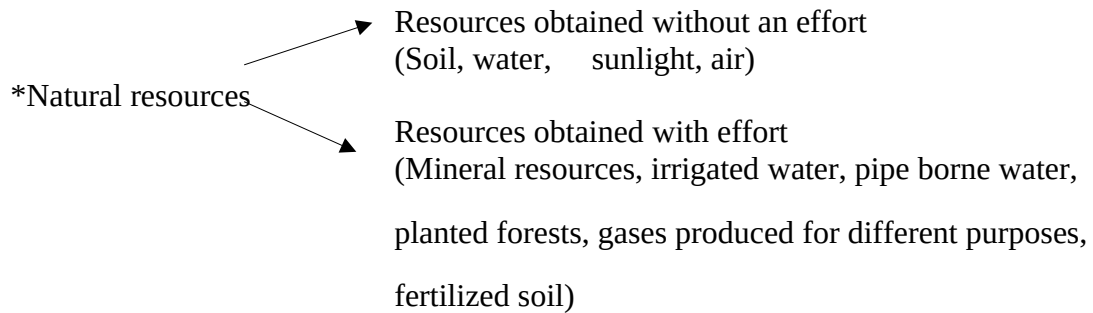 Resources obtained without an effort
(Soil, water, sunlight, air)
*Natural resources
Resources obtained with effort
(Mineral resources, irrigated water, pipe borne water,
planted forests, gases produced for different purposes,
fertilized soil)